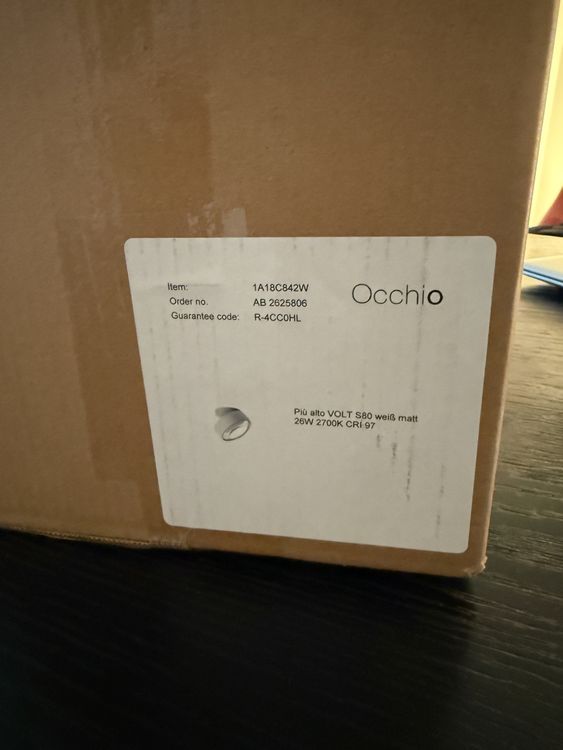 Item: 1A18C842W
Occhio
Order no. AB 2625806
Guarantee code: R-4CC0HL
Più alto VOLT S80 weiß matt
26W 2700K CRI 97